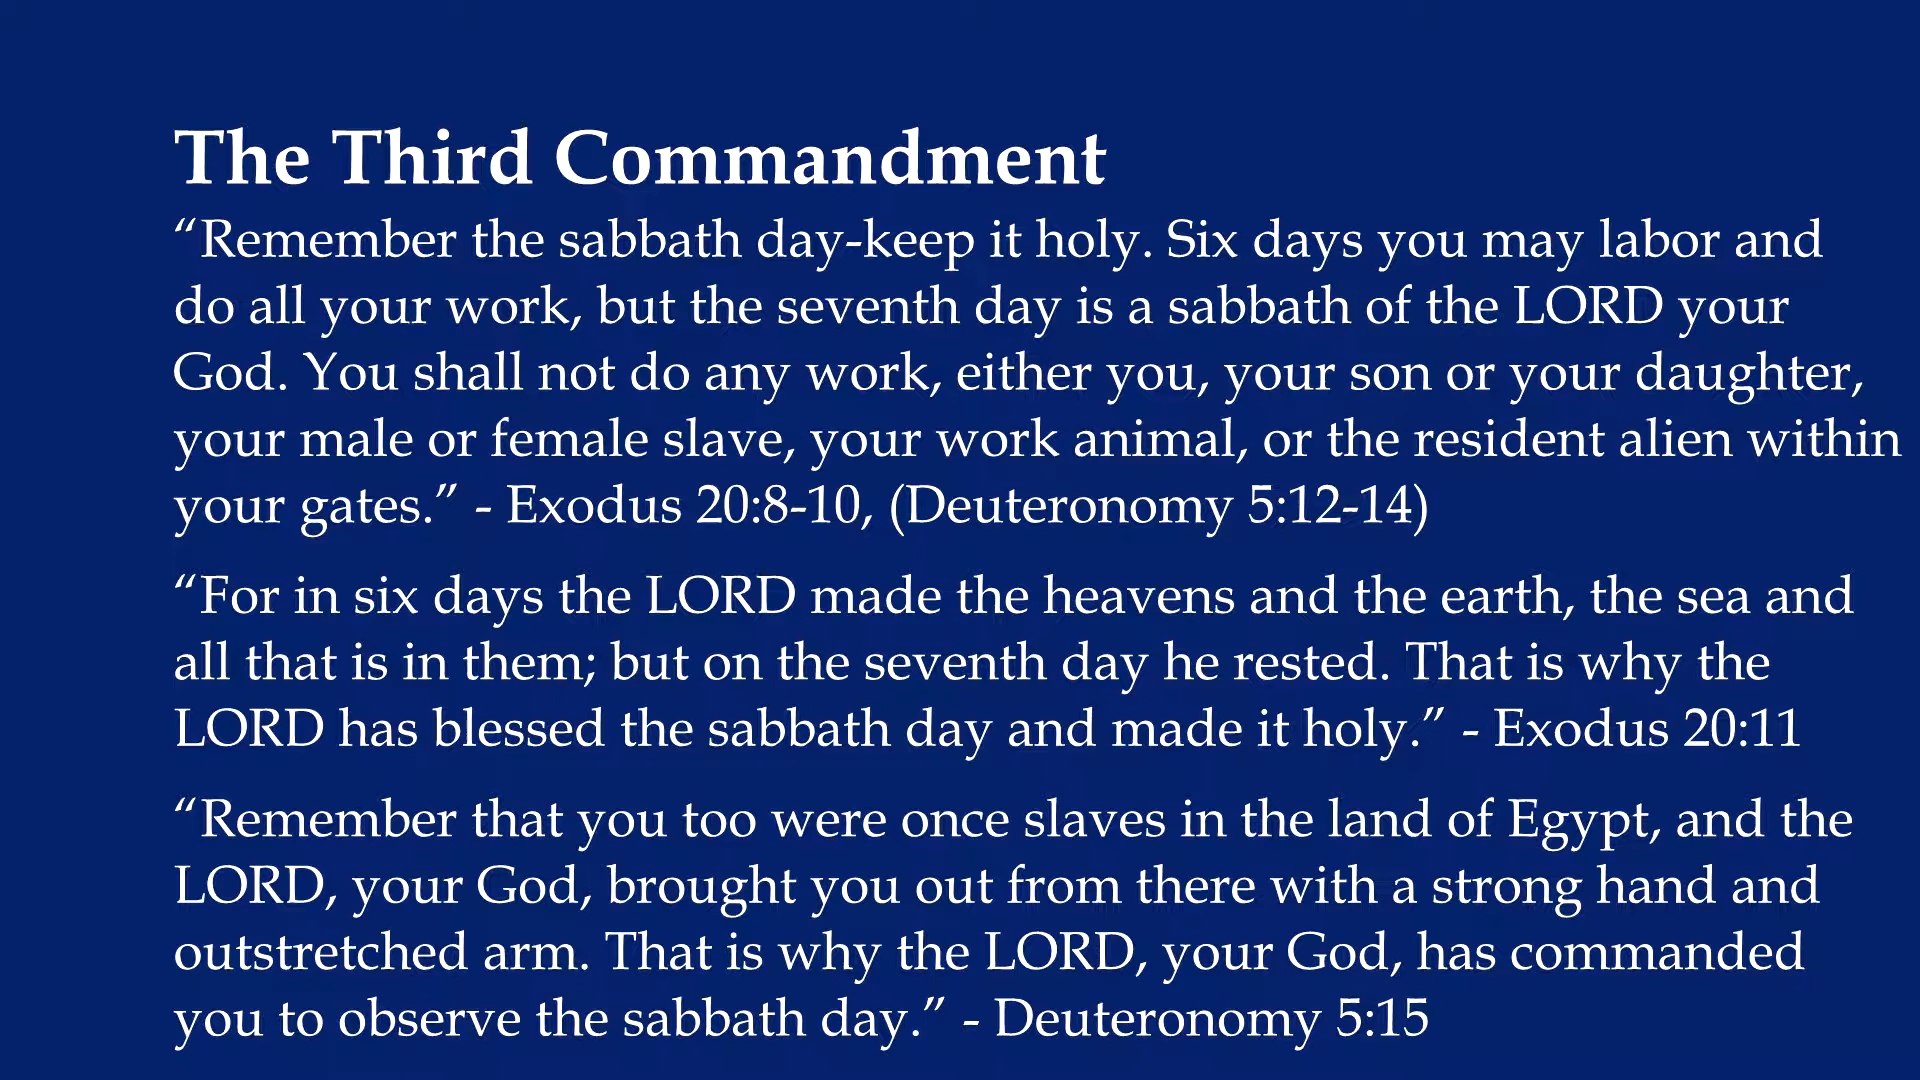 The Third Commandment
“Remember the sabbath day-keep it holy. Six days you may labor and
do all your work, but the seventh day is a sabbath of the LORD your
God. You shall not do any work, either you, your son or your daughter,
your male or female slave, your work animal, or the resident alien within
your gates.” - Exodus 20:8-10, (Deuteronomy 5:12-14)
“For in six days the LORD made the heavens and the earth, the sea and
all that is in them; but on the seventh day he rested. That is why the
LORD has blessed the sabbath day and made it holy.” - Exodus 20:11
“Remember that you too were once slaves in the land of Egypt, and the
LORD, your God, brought you out from there with a strong hand and
outstretched arm. That is why the LORD, your God, has commanded
you to observe the sabbath day.” - Deuteronomy 5:15